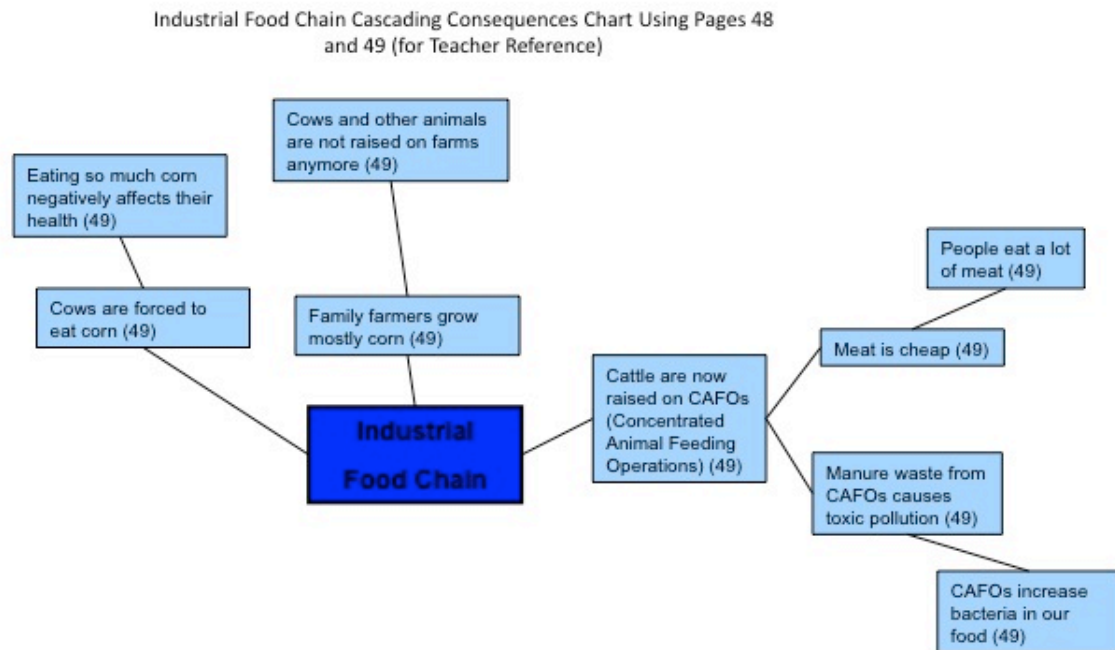 Industrial Food Chain Cascading Consequences Chart Using Pages 48
and 49 (for Teacher Reference)
Cows and other animals
are not raised on farms
anymore (49)
Eating so much corn
negatively affects their
health (49)
People eat a lot
of meat (49)
Cows are forced to
eat corn (49)
Family farmers grow
mostly corn (49)
Meat is cheap (49)
Cattle are now
raised on CAFOs
(Concentrated
Animal Feeding
Operations) (49)
Industrial
Food Chain
Manure waste from
CAFOs causes
toxic pollution (49)
CAFOs increase
bacteria in our
food (49)